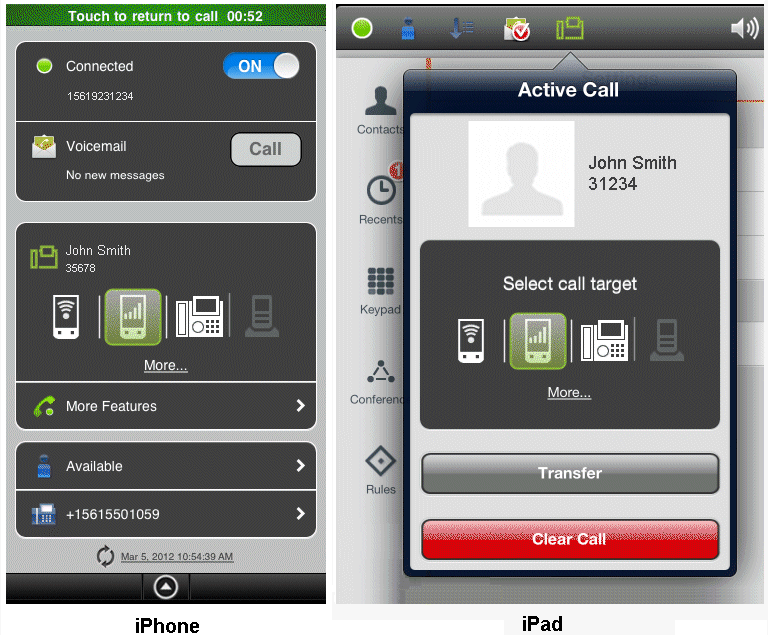 Touch to return to call 00:52
Connected
ON
15619231234
Voicemail
Call
No new messages
John Smith
35678
More...
More Features
Available
+15615501059
Mar 5, 2012 10:54:39 AM
iPhone
Contacts
1
Recents
Keypad
Conferenc
Rules
Active Call
John Smith
31234
Select call target
More...
Transfer
Clear Call
iPad